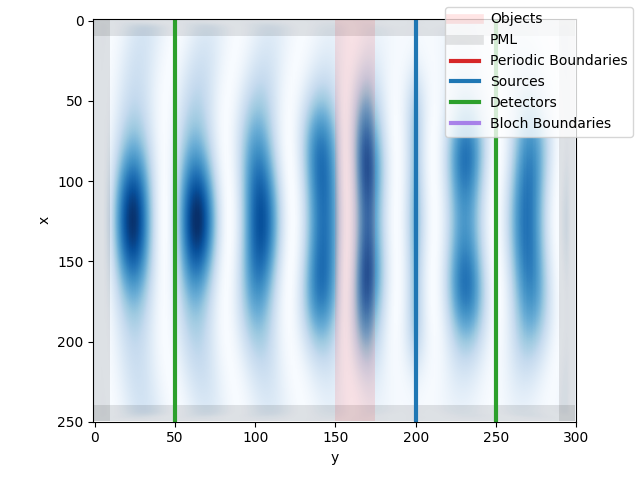 Objects
PML
Periodic Boundaries
Sources
Detectors
Bloch Boundaries
0
50
100
150
200
250
x
0 50 100 150 200 250 300
y